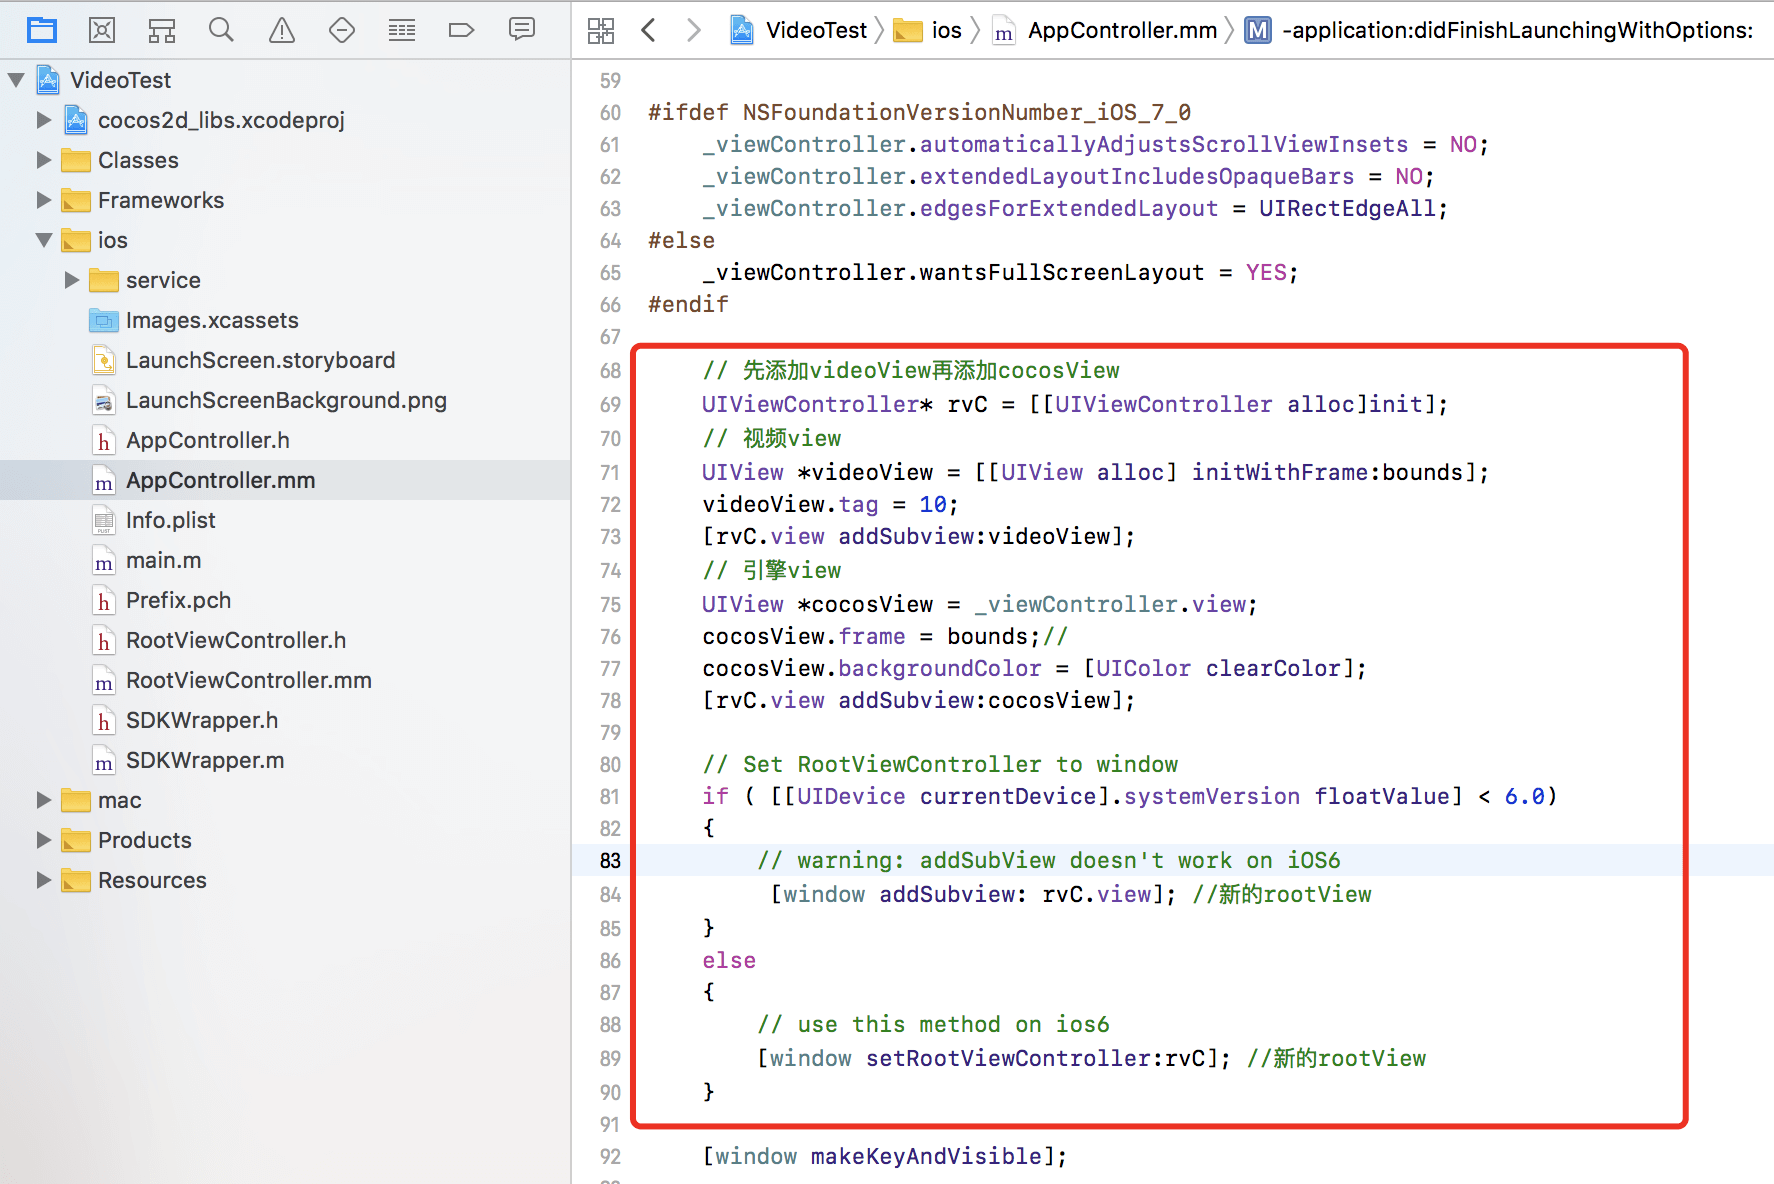 VideoTest
cocos2d_libs.xcodeproj
Classes
Frameworks
ios
service
Images.xcassets
LaunchScreen.storyboard
LaunchScreenBackground.png
h AppController.h
m AppController.mm
Info.plist
m main.m
h Prefix.pch
h RootViewController.h
m RootViewController.mm
h SDKWrapper.h
m SDKWrapper.m
mac
Products
Resources
VideoTest ios m AppController.mm M -application:didFinishLaunchingWithOptions:
59
60 #ifdef NSFoundationVersionNumber_iOS_7_0
61 _viewController.automaticallyAdjustsScrollViewInsets = NO;
62 _viewController.extendedLayoutIncludesOpaqueBars = NO;
63 _viewController.edgesForExtendedLayout = UIRectEdgeAll;
64 #else
65 _viewController.wantsFullScreenLayout = YES;
66 #endif
67
68 // 先添加videoView再添加cocosView
69 UIViewController* rvC = [[UIViewController alloc]init];
70 // 视频view
71 UIView *videoView = [[UIView alloc] initWithFrame:bounds];
72 videoView.tag = 10;
73 [rvC.view addSubview:videoView];
74 // 引擎view
75 UIView *cocosView = _viewController.view;
76 cocosView.frame = bounds;//
77 cocosView.backgroundColor = [UIColor clearColor];
78 [rvC.view addSubview:cocosView];
79
80 // Set RootViewController to window
81 if ( [[UIDevice currentDevice].systemVersion floatValue] < 6.0)
82 {
83 // warning: addSubView doesn't work on iOS6
84 [window addSubview: rvC.view]; //新的rootView
85 }
86 else
87 {
88 // use this method on ios6
89 [window setRootViewController:rvC]; //新的rootView
90 }
91
92 [window makeKeyAndVisible];